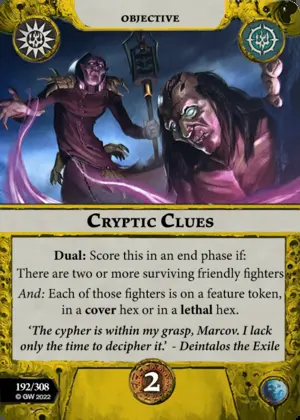 OBJECTIVE
CRYPTIC CLUES
Dual: Score this in an end phase if:
There are two or more surviving friendly fighters
And: Each of those fighters is on a feature token,
in a cover hex or in a lethal hex.
‘The cypher is within my grasp, Marcov. I lack
only the time to decipher it.’ - Deintalos the Exile
192/308
© GW 2022
2